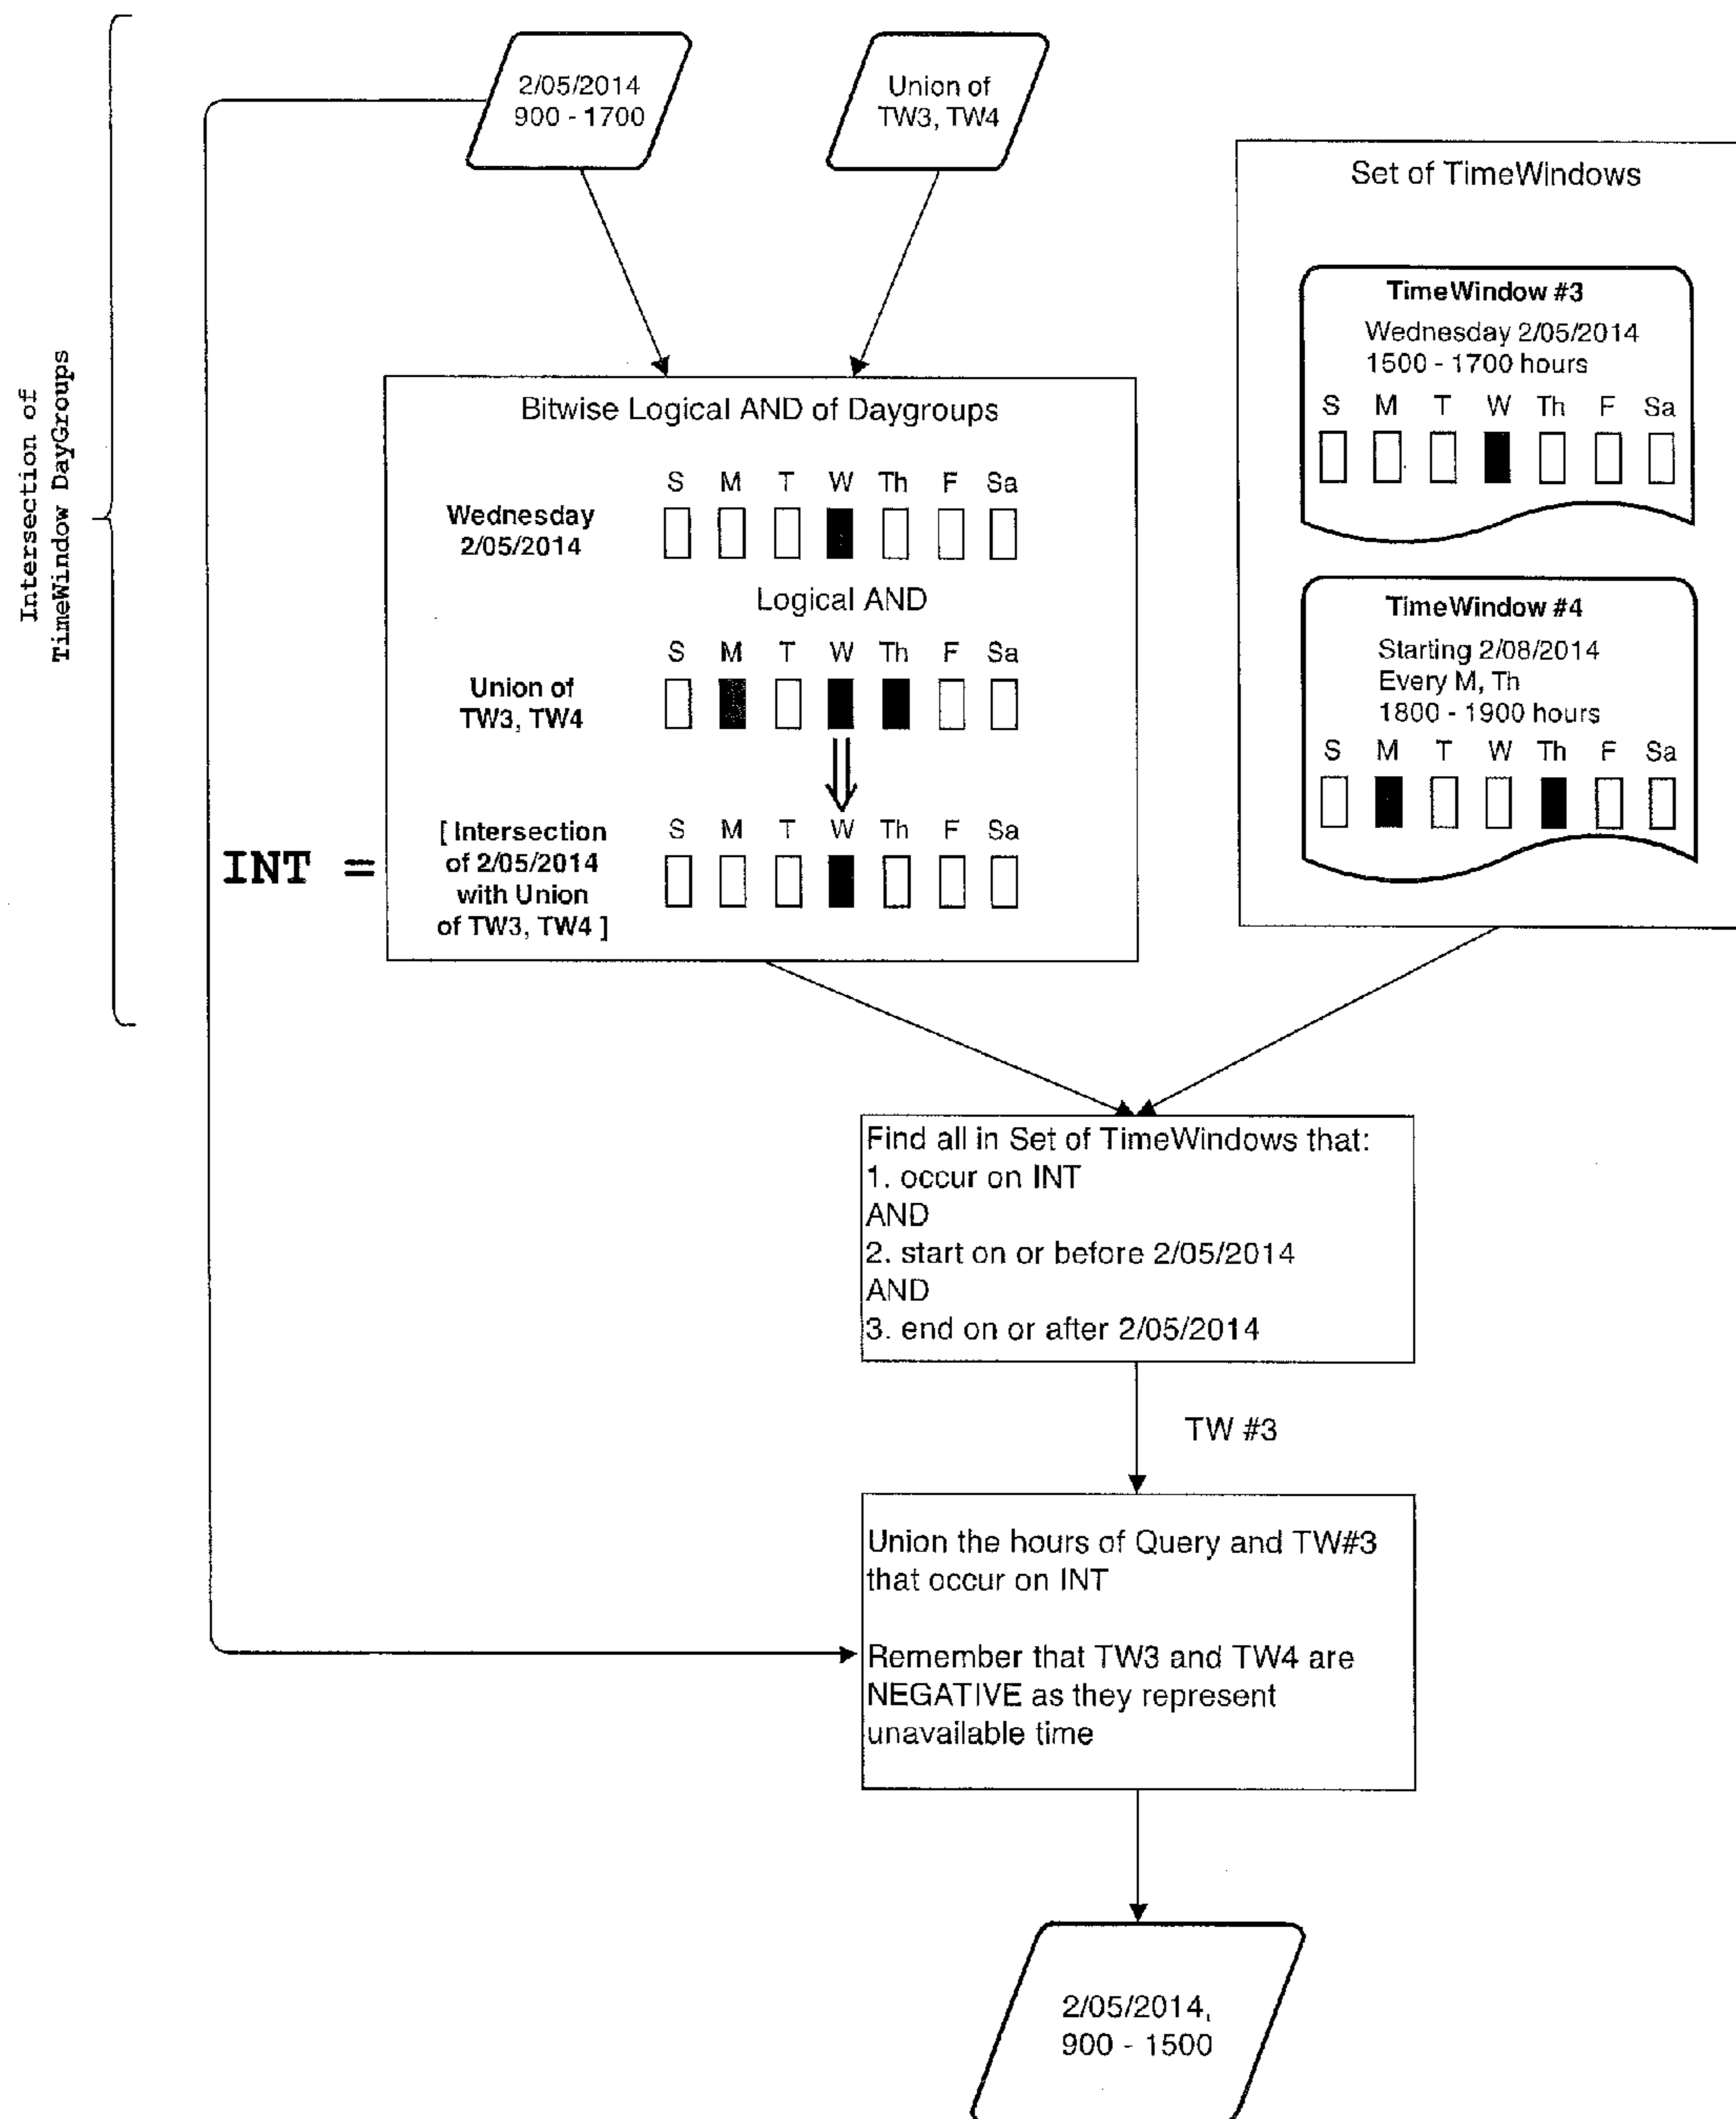 Intersection of
TimeWindow DayGroups
2/05/2014
900 - 1700
Union of
TW3, TW4
Set of TimeWindows
TimeWindow #3
Wednesday 2/05/2014
1500 - 1700 hours
S M T W Th F Sa
TimeWindow #4
Starting 2/08/2014
Every M, Th
1800 - 1900 hours
S M T W Th F Sa
Bitwise Logical AND of Daygroups
S M T W Th F Sa
Wednesday
2/05/2014
Logical AND
S M T W Th F Sa
Union of
TW3, TW4
INT =
S M T W Th F Sa
[ Intersection
of 2/05/2014
with Union
of TW3, TW4 ]
Find all in Set of TimeWindows that:
1. occur on INT
AND
2. start on or before 2/05/2014
AND
3. end on or after 2/05/2014
TW #3
Union the hours of Query and TW#3
that occur on INT
Remember that TW3 and TW4 are
NEGATIVE as they represent
unavailable time
2/05/2014,
900 - 1500